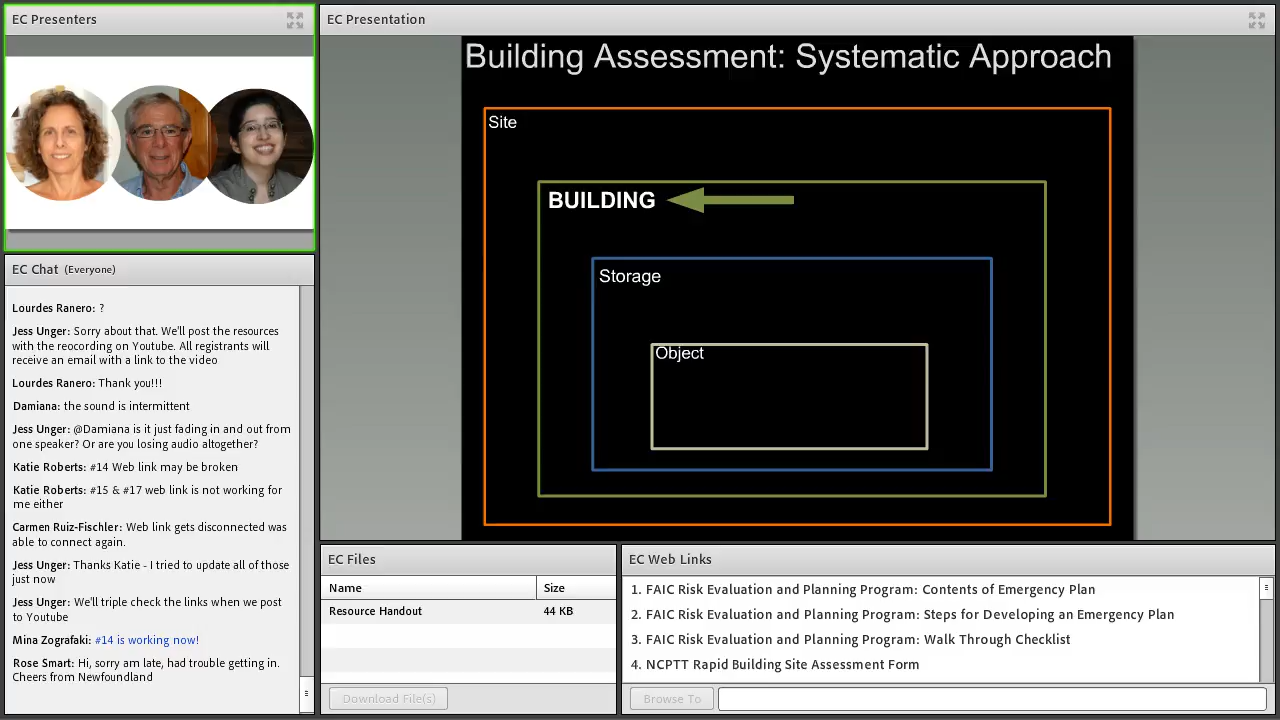 EC Presenters
EC Presentation
Building Assessment: Systematic Approach
Site
BUILDING
Storage
Object
EC Chat (Everyone)
Lourdes Ranero: ?
Jess Unger: Sorry about that. We'll post the resources
with the reocording on Youtube. All registrants will
receive an email with a link to the video
Lourdes Ranero: Thank you!!!
Damiana: the sound is intermittent
Jess Unger: @Damiana is it just fading in and out from
one speaker? Or are you losing audio altogether?
Katie Roberts: #14 Web link may be broken
Katie Roberts: #15 & #17 web link is not working for
me either
Carmen Ruiz-Fischler: Web link gets disconnected was
able to connect again.
Jess Unger: Thanks Katie - I tried to update all of those
just now
Jess Unger: We'll triple check the links when we post
to Youtube
Mina Zografaki: #14 is working now!
Rose Smart: Hi, sorry am late, had trouble getting in.
Cheers from Newfoundland
EC Files
Name Size
Resource Handout 44 KB
Download File(s)
EC Web Links
1. FAIC Risk Evaluation and Planning Program: Contents of Emergency Plan
2. FAIC Risk Evaluation and Planning Program: Steps for Developing an Emergency Plan
3. FAIC Risk Evaluation and Planning Program: Walk Through Checklist
4. NCPTT Rapid Building Site Assessment Form
Browse To